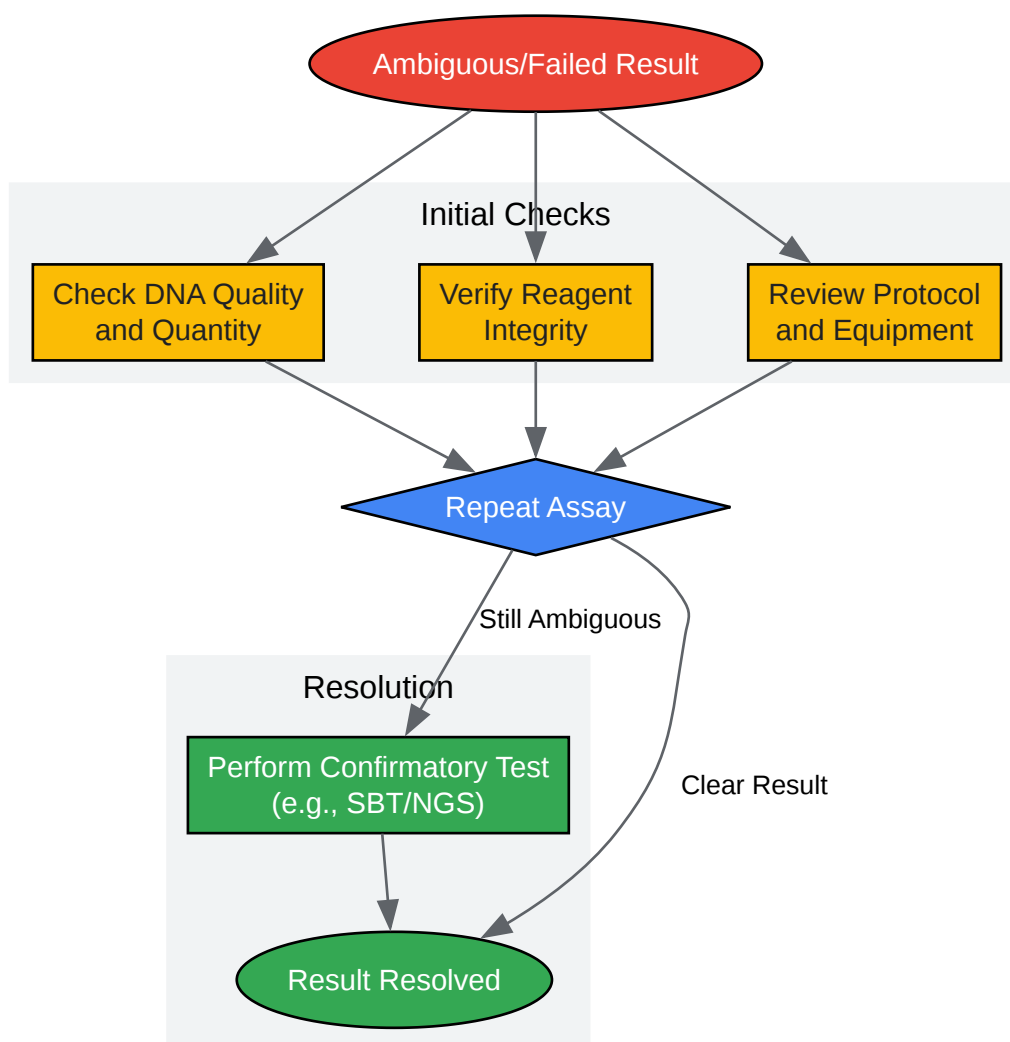 Ambiguous/Failed Result
Initial Checks
Check DNA Quality
and Quantity
Verify Reagent
Integrity
Review Protocol
and Equipment
Repeat Assay
Still Ambiguous
Resolution
Perform Confirmatory Test
(e.g., SBT/NGS)
Clear Result
Result Resolved